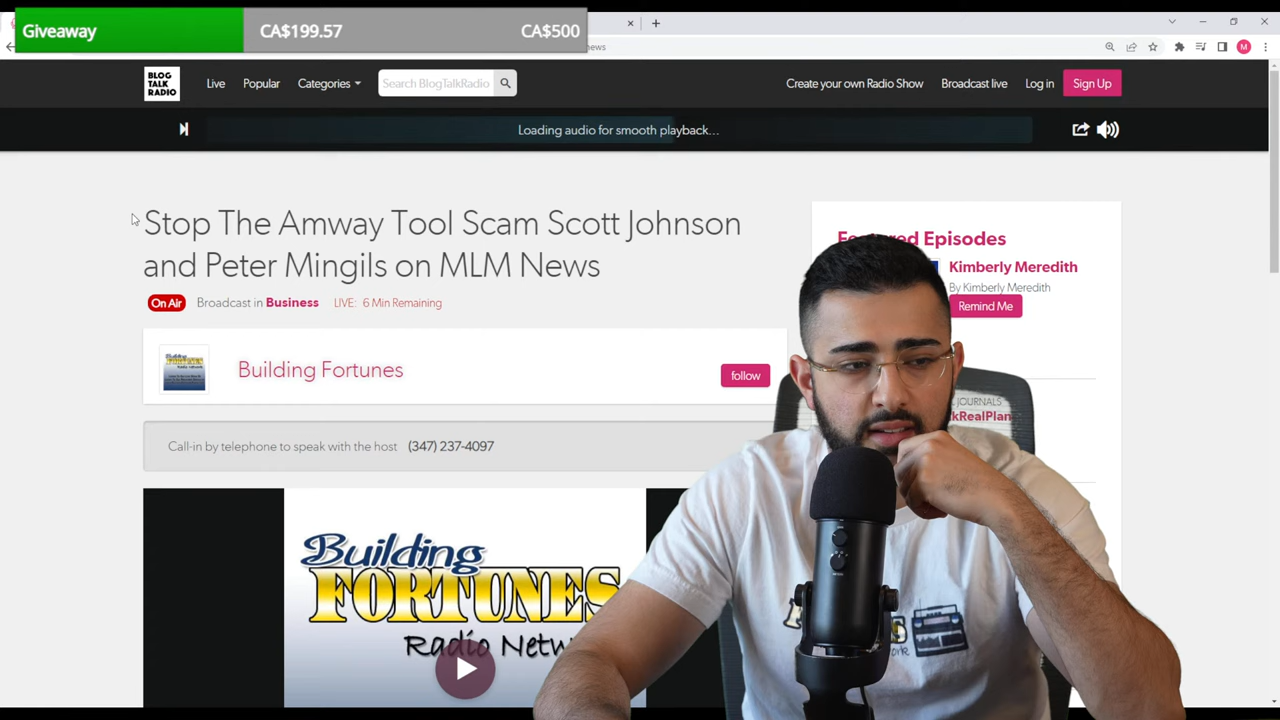 Giveaway CA$199.57 CA$500
news
M
BLOG
TALK
RADIO
Live Popular Categories Search BlogTalkRadio Create your own Radio Show Broadcast live Log in Sign Up
Loading audio for smooth playback...
Stop The Amway Tool Scam Scott Johnson
and Peter Mingils on MLM News
On Air Broadcast in Business LIVE: 6 Min Remaining
Building Fortunes
follow
Call-in by telephone to speak with the host (347) 237-4097
Building
FORTUNES
Radio
Episodes
Kimberly Meredith
By Kimberly Meredith
Remind Me
JOURNALS